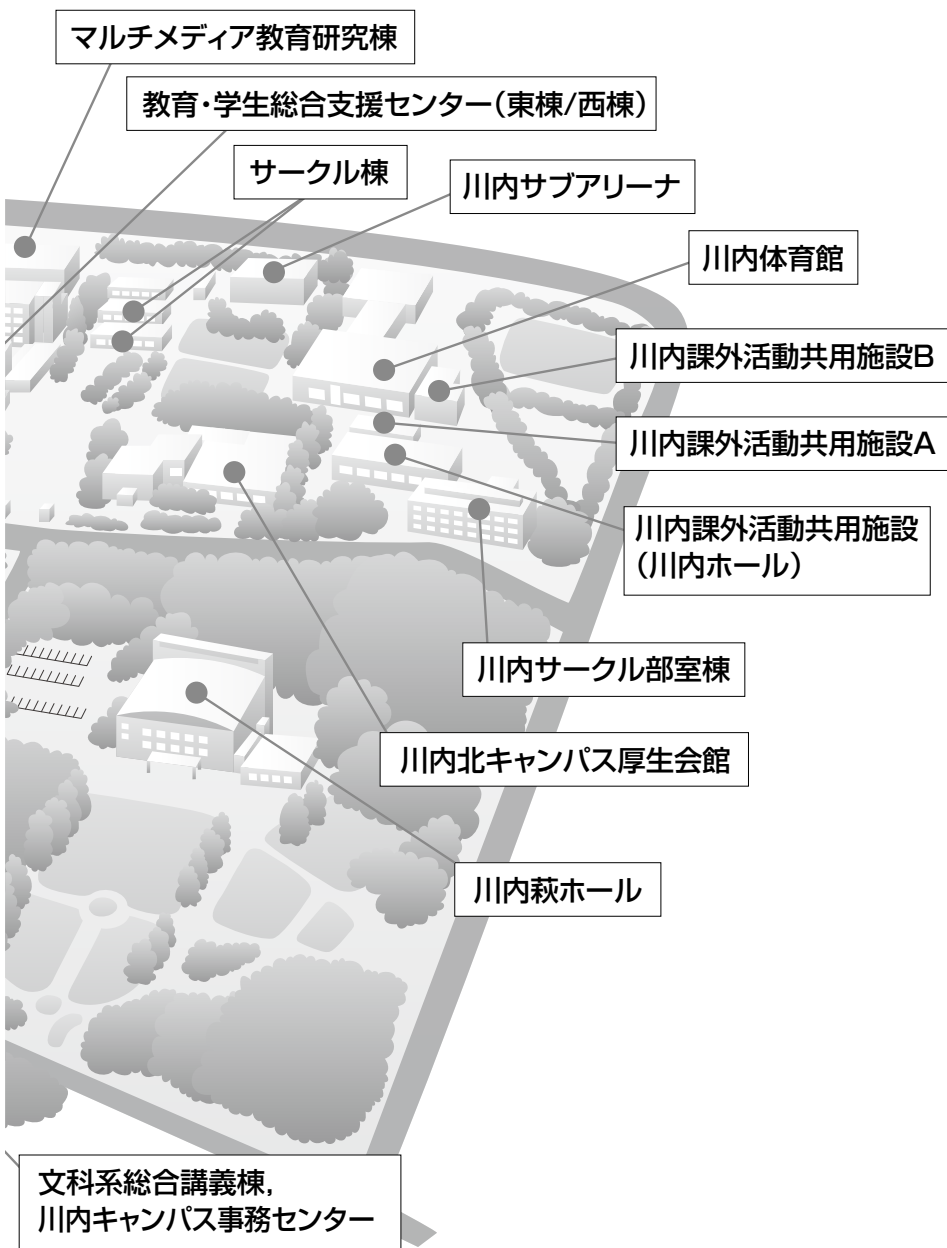 マルチメディア教育研究棟
教育・学生総合支援センター(東棟/西棟)
サークル棟
川内サブアリーナ
川内体育館
川内課外活動共用施設B
川内課外活動共用施設A
川内課外活動共用施設
(川内ホール)
川内サークル部室棟
川内北キャンパス厚生会館
川内萩ホール
文科系総合講義棟,
川内キャンパス事務センター